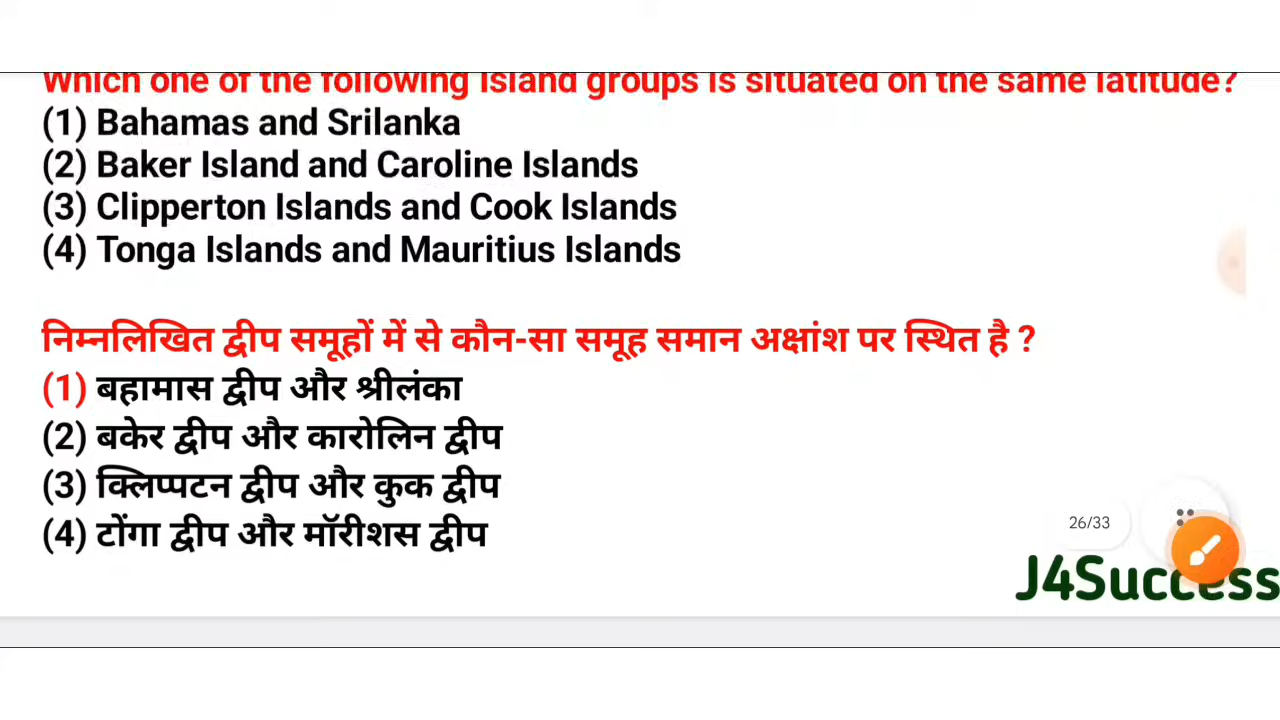 Which one of the following Island groups is situated on the same latitude?
(1) Bahamas and Srilanka
(2) Baker Island and Caroline Islands
(3) Clipperton Islands and Cook Islands
(4) Tonga Islands and Mauritius Islands
निम्नलिखित द्वीप समूहों में से कौन-सा समूह समान अक्षांश पर स्थित है ?
(1) बहामास द्वीप और श्रीलंका
(2) बकेर द्वीप और कारोलिन द्वीप
(3) क्लिप्पटन द्वीप और कुक द्वीप
(4) टोंगा द्वीप और मॉरीशस द्वीप
26/33
J4Success